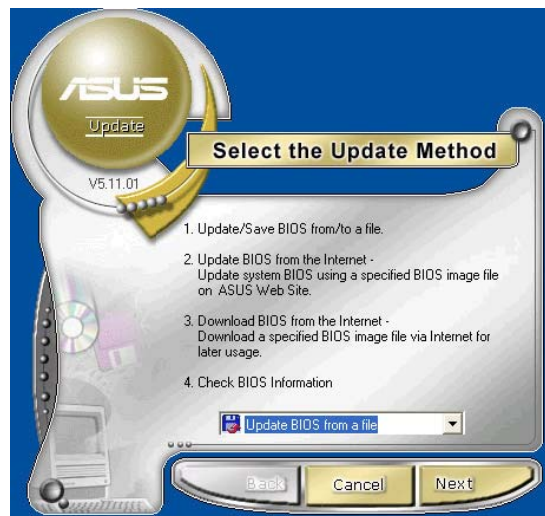 ASUS
Update
V5.11.01
Select the Update Method
1. Update/Save BIOS from/to a file.
2. Update BIOS from the Internet -
Update system BIOS using a specified BIOS image file
on ASUS Web Site.
3. Download BIOS from the Internet -
Download a specified BIOS image file via Internet for
later usage.
4. Check BIOS Information
Update BIOS from a file
Back
Cancel
Next